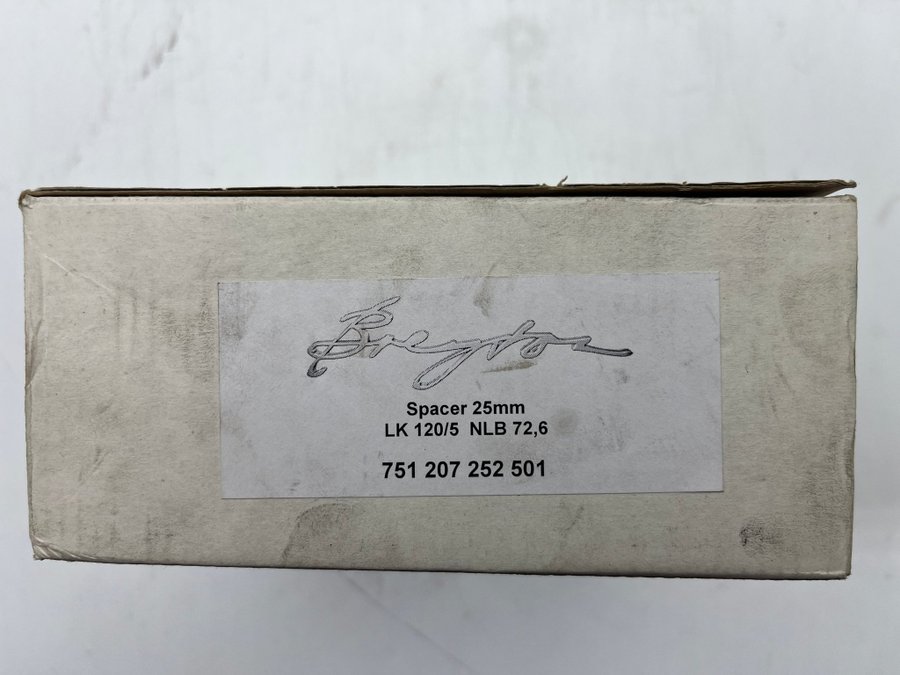 Breyton
Spacer 25mm
LK 120/5 NLB 72,6
751 207 252 501